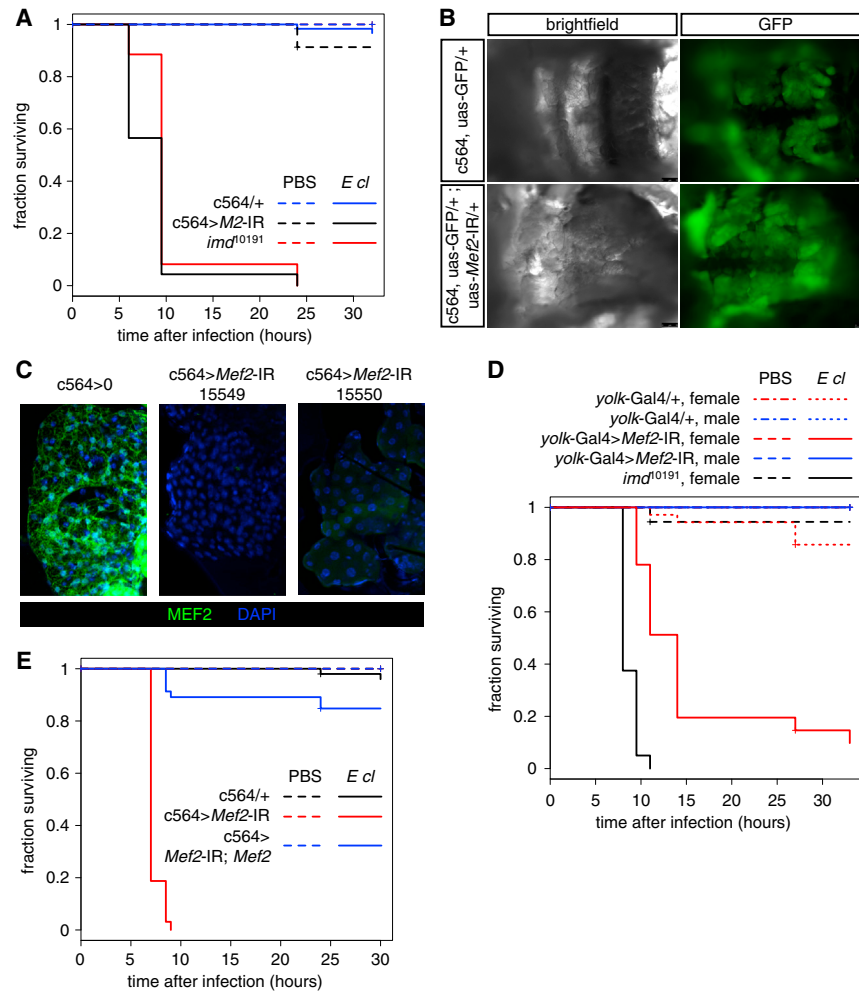 A
fraction surviving
1
0.8
0.6
0.4
0.2
0
PBS E cl
c564/+
c564>M2-IR
imd10191
0 5 10 15 20 25 30
time after infection (hours)
B
brightfield GFP
c564, uas-GFP/+
c564, uas-GFP/+ ;
uas-Mef2-IR/+
C
c564>0
c564>Mef2-IR
15549
c564>Mef2-IR
15550
MEF2 DAPI
D
PBS E cl
yolk-Gal4/+, female
yolk-Gal4/+, male
yolk-Gal4>Mef2-IR, female
yolk-Gal4>Mef2-IR, male
imd10191, female
fraction surviving
1
0.8
0.6
0.4
0.2
0
0 5 10 15 20 25 30
time after infection (hours)
E
fraction surviving
1
0.8
0.6
0.4
0.2
0
PBS E cl
c564/+
c564>Mef2-IR
c564>
Mef2-IR; Mef2
0 5 10 15 20 25 30
time after infection (hours)